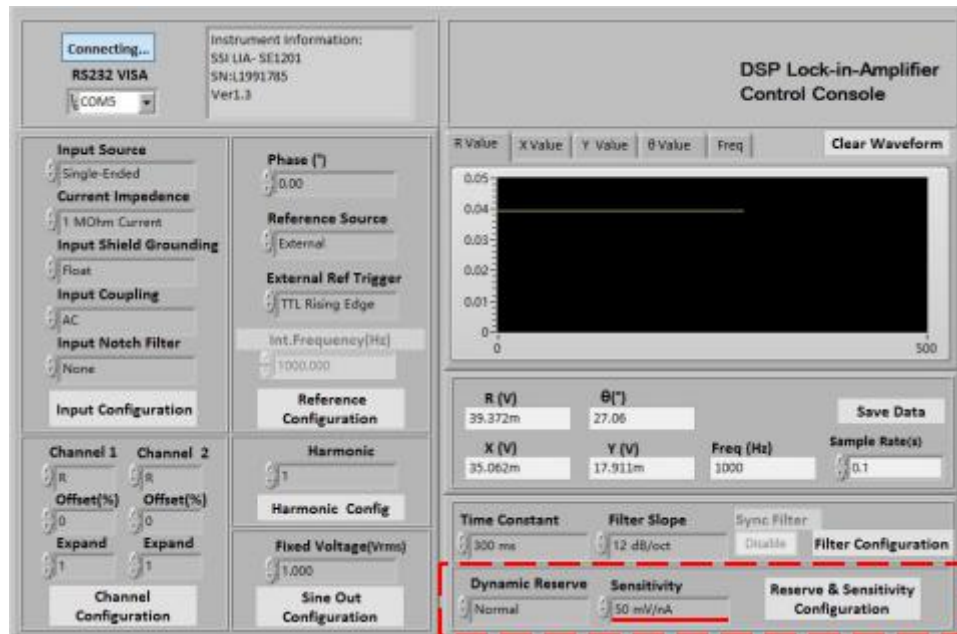 Connecting...
RS232 VISA
COM5
Instrument Information:
SSI LIA- SE1201
SN:L1991785
Ver1.3
DSP Lock-in-Amplifier
Control Console
Input Source
Single-Ended
Current Impedence
1 MOhm Current
Input Shield Grounding
Float
Input Coupling
AC
Input Notch Filter
None
Input Configuration
Phase (°)
0.00
Reference Source
External
External Ref Trigger
TTL Rising Edge
Int.Frequency(Hz)
1000.000
Reference
Configuration
R Value X Value Y Value θ Value Freq Clear Waveform
0.05
0.04
0.03
0.02
0.01
0
0 500
R (V) θ(°)
39.372m 27.06
Save Data
X (V) Y (V) Freq (Hz) Sample Rate(s)
35.062m 17.911m 1000 0.1
Channel 1 Channel 2
R R
Offset(%) Offset(%)
0 0
Expand Expand
1 1
Channel
Configuration
Harmonic
1
Harmonic Config
Fixed Voltage(Vrms)
1.000
Sine Out
Configuration
Time Constant Filter Slope Sync Filter
300 ms 12 dB/oct Disable Filter Configuration
Dynamic Reserve Sensitivity
Normal 50 mV/nA
Reserve & Sensitivity
Configuration